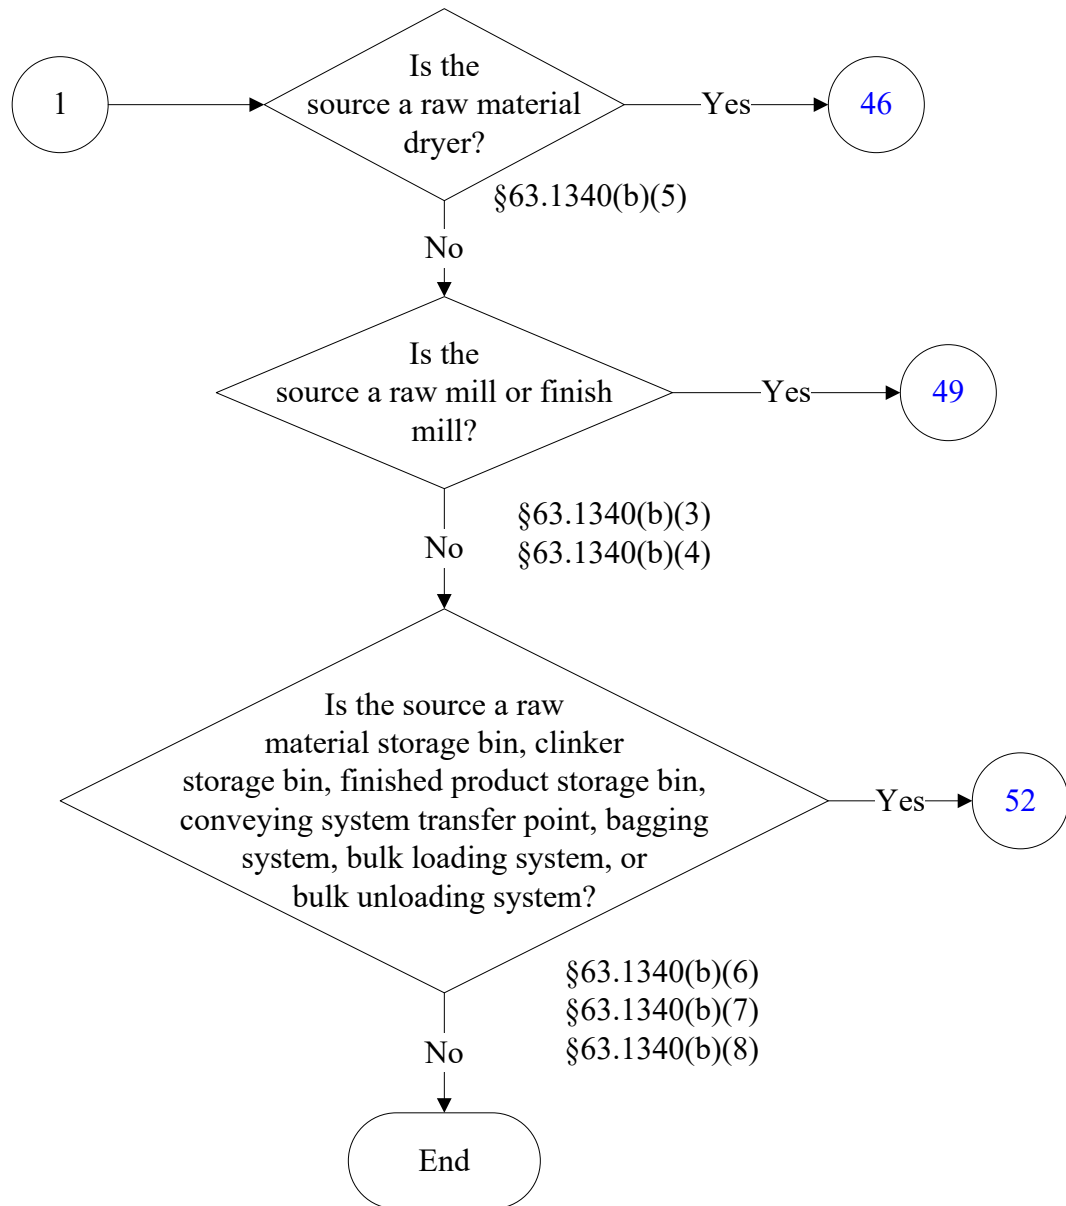 1
Is the
source a raw material
dryer?
Yes
46
§63.1340(b)(5)
No
Is the
source a raw mill or finish
mill?
Yes
49
§63.1340(b)(3)
§63.1340(b)(4)
No
Is the source a raw
material storage bin, clinker
storage bin, finished product storage bin,
conveying system transfer point, bagging
system, bulk loading system, or
bulk unloading system?
Yes
52
§63.1340(b)(6)
§63.1340(b)(7)
§63.1340(b)(8)
No
End